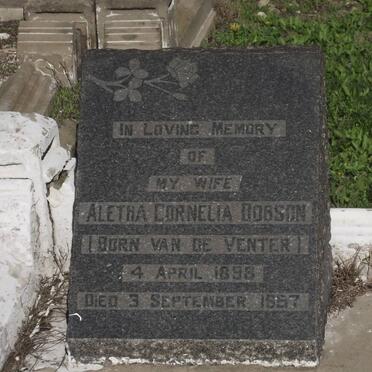 IN LOVING MEMORY
OF
MY WIFE
ALETHA CORNELIA DOBSON
(BORN VAN DE VENTER)
4 APRIL 1898
DIED 3 SEPTEMBER 1957